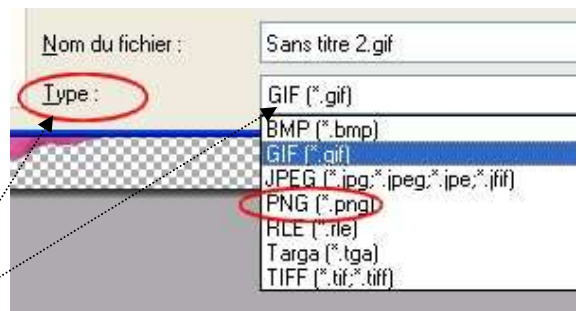 Nom du fichier : Sans titre 2.gif
Type : GIF (*.gif)
BMP (*.bmp)
GIF (*.gif)
JPEG (*.jpg;*.jpeg;*.jpe;*.jfif)
PNG (*.png)
RLE (*.rle)
Targa (*.tga)
TIFF (*.tif;*.tiff)